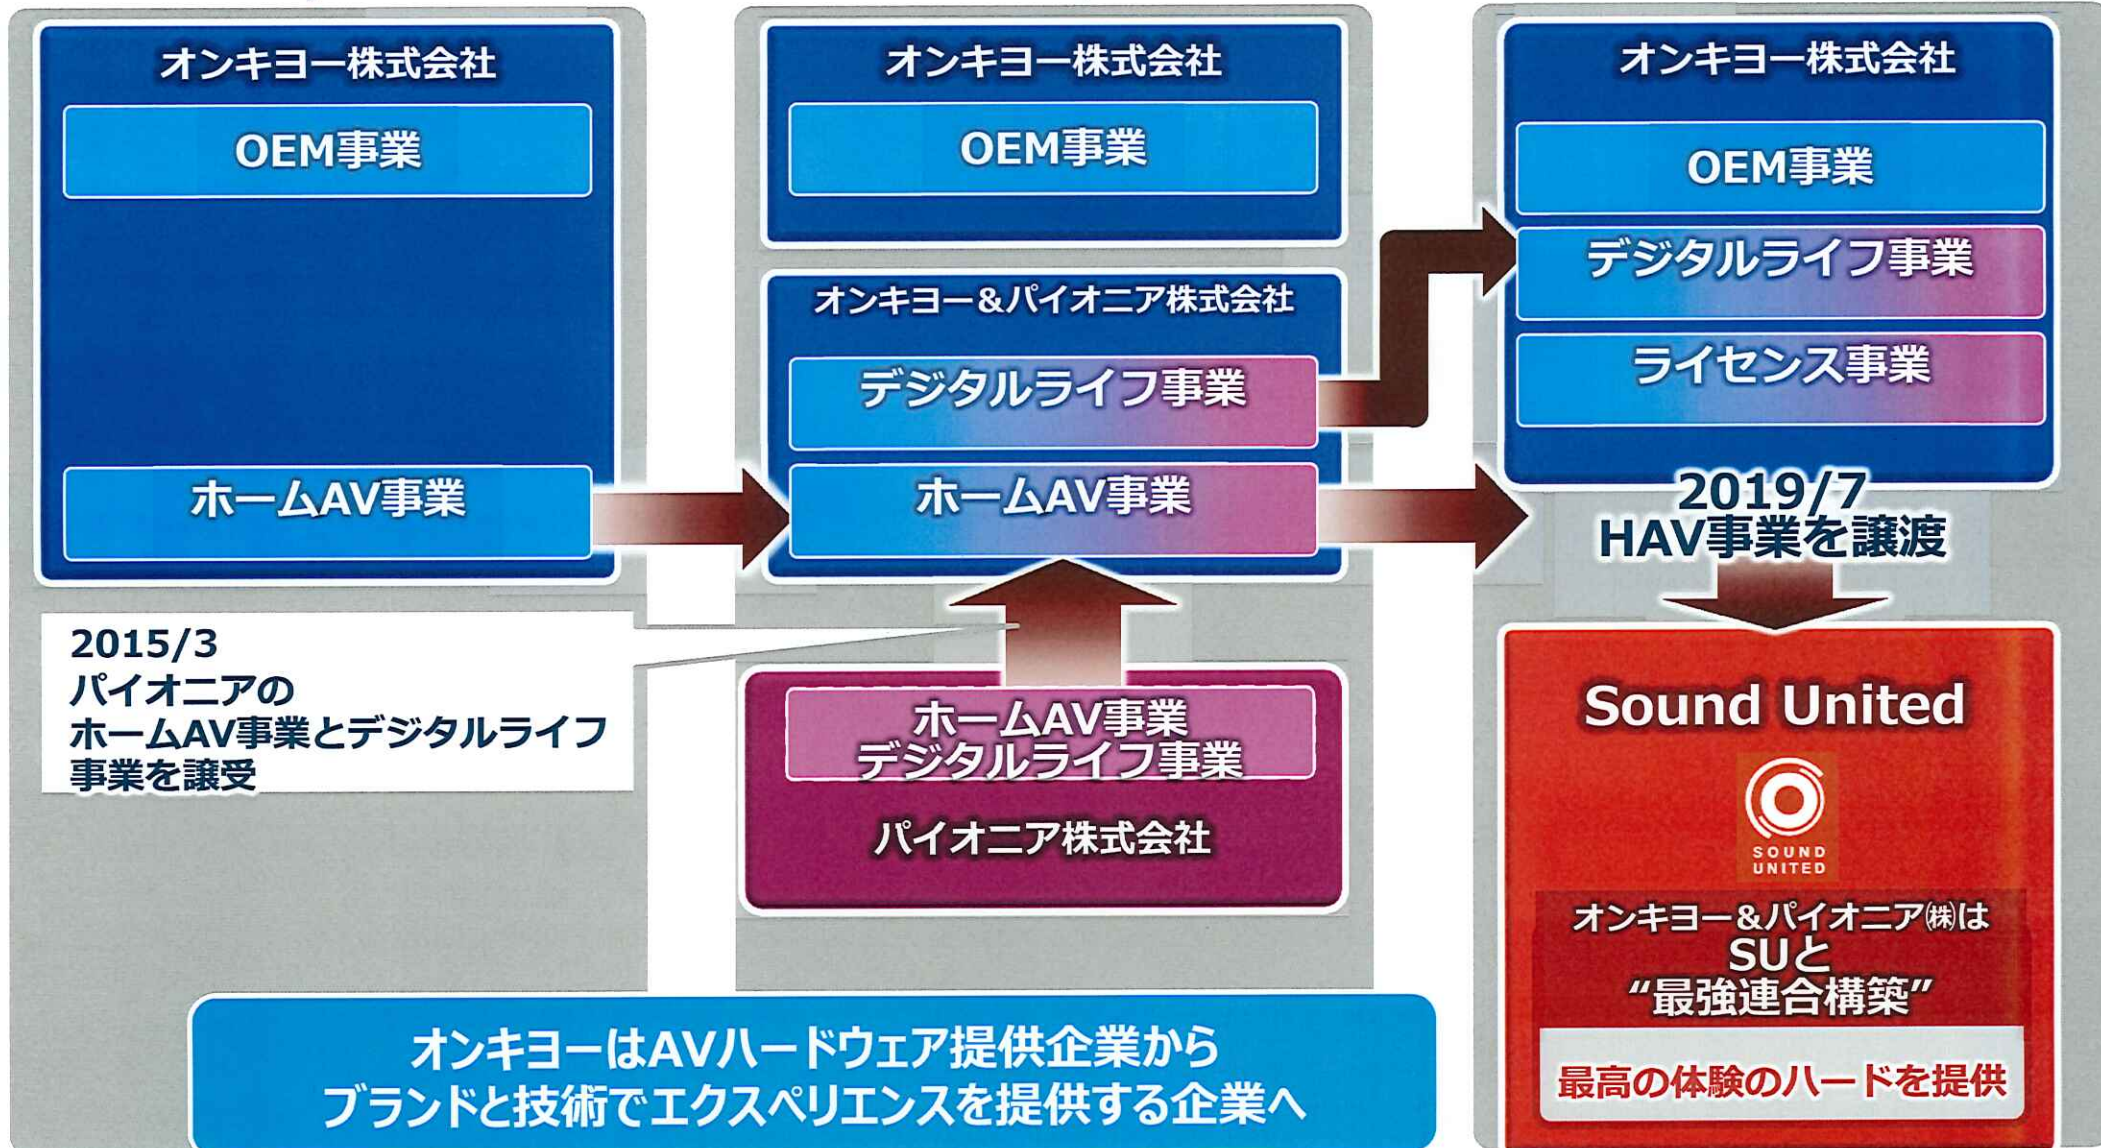 オンキヨー株式会社
OEM事業
ホームAV事業
2015/3
パイオニアの
ホームAV事業とデジタルライフ
事業を譲受
オンキヨー株式会社
OEM事業
オンキヨー&パイオニア株式会社
デジタルライフ事業
ホームAV事業
ホームAV事業
デジタルライフ事業
パイオニア株式会社
オンキヨー株式会社
OEM事業
デジタルライフ事業
ライセンス事業
2019/7
HAV事業を譲渡
Sound United
SOUND
UNITED
オンキヨー&パイオニア㈱は
SUと
“最強連合構築”
最高の体験のハードを提供
オンキヨーはAVハードウェア提供企業から
ブランドと技術でエクスペリエンスを提供する企業へ